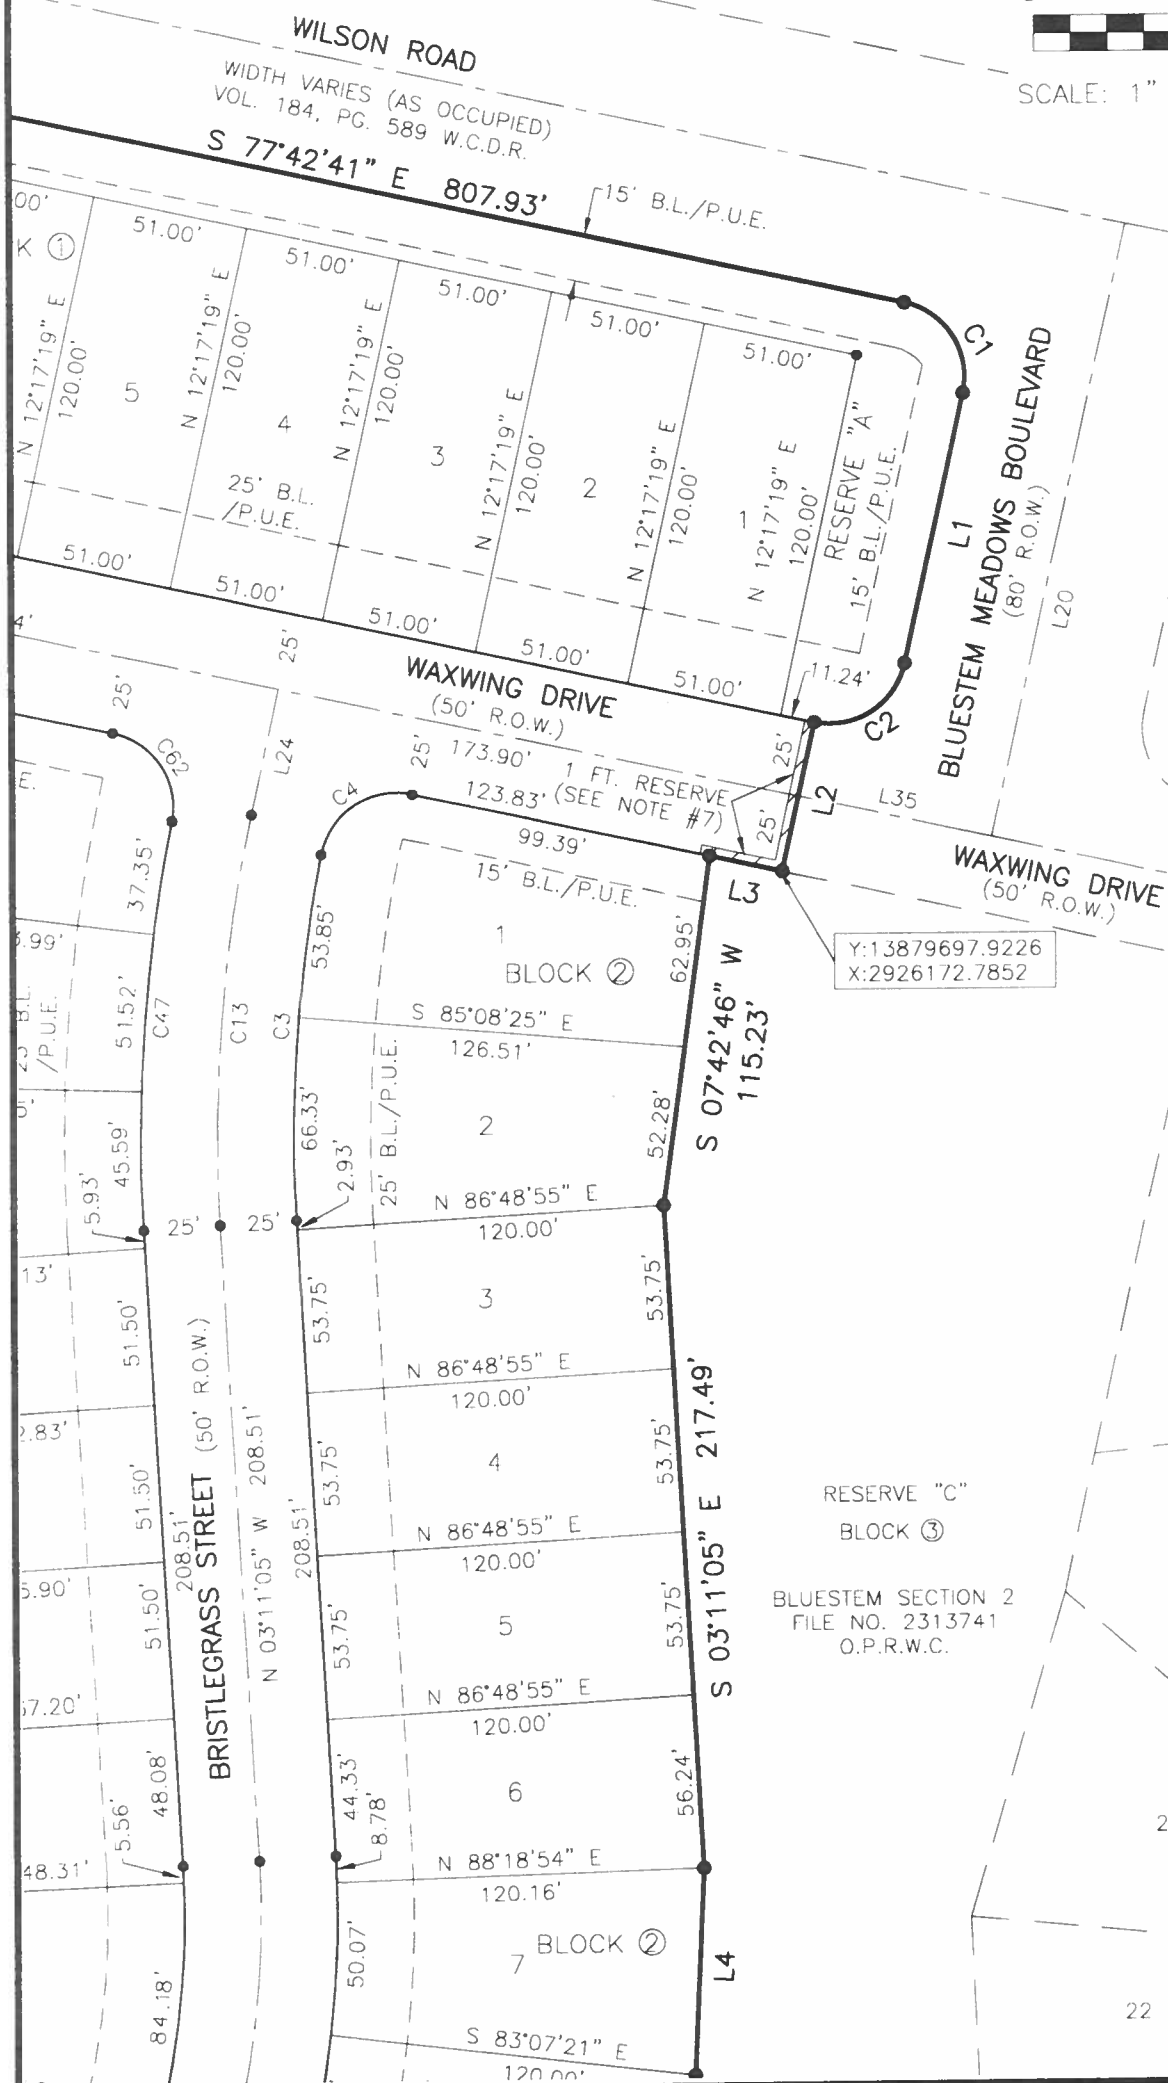 SCALE: 1"
WILSON ROAD
WIDTH VARIES (AS OCCUPIED)
VOL. 184, PG. 589 W.C.D.R.
S 77°42'41" E 807.93'
15' B.L./P.U.E.
51.00'
51.00'
51.00'
51.00'
51.00'
K ①
N 12°17'19" E
120.00'
5
N 12°17'19" E
120.00'
4
25' B.L.
/P.U.E.
N 12°17'19" E
120.00'
3
N 12°17'19" E
120.00'
2
N 12°17'19" E
120.00'
1
N 12°17'19" E
120.00'
RESERVE "A"
15' B.L./P.U.E.
C1
L1
BLUESTEM MEADOWS BOULEVARD
(80' R.O.W.)
L20
51.00'
51.00'
51.00'
51.00'
51.00'
11.24'
C2
4'
25'
25'
WAXWING DRIVE
(50' R.O.W.)
25'
173.90'
1 FT. RESERVE
(SEE NOTE #7)
123.83'
99.39'
25'
25'
L2
L35
L3
WAXWING DRIVE
(50' R.O.W.)
Y:13879697.9226
X:2926172.7852
C62
L24
C4
E.
37.35'
53.85'
15' B.L./P.U.E.
1
BLOCK ②
62.95'
S 07°42'46" W
115.23'
51.52'
C47
C13
C3
S 85°08'25" E
126.51'
/P.U.E.
66.33'
25' B.L./P.U.E.
2
52.28'
45.59'
5.93'
2.93'
25'
25'
N 86°48'55" E
120.00'
13'
51.50'
53.75'
3
53.75'
N 86°48'55" E
120.00'
51.50'
53.75'
4
53.75'
S 03°11'05" E 217.49'
BRISTLEGRASS STREET (50' R.O.W.)
208.51'
N 03°11'05" W 208.51'
208.51'
N 86°48'55" E
120.00'
51.50'
53.75'
5
53.75'
RESERVE "C"
BLOCK ③
BLUESTEM SECTION 2
FILE NO. 2313741
O.P.R.W.C.
N 86°48'55" E
120.00'
48.08'
5.56'
44.33'
8.78'
6
56.24'
48.31'
N 88°18'54" E
120.16'
84.18'
50.07'
BLOCK ②
7
L4
22
S 83°07'21" E
120.00'